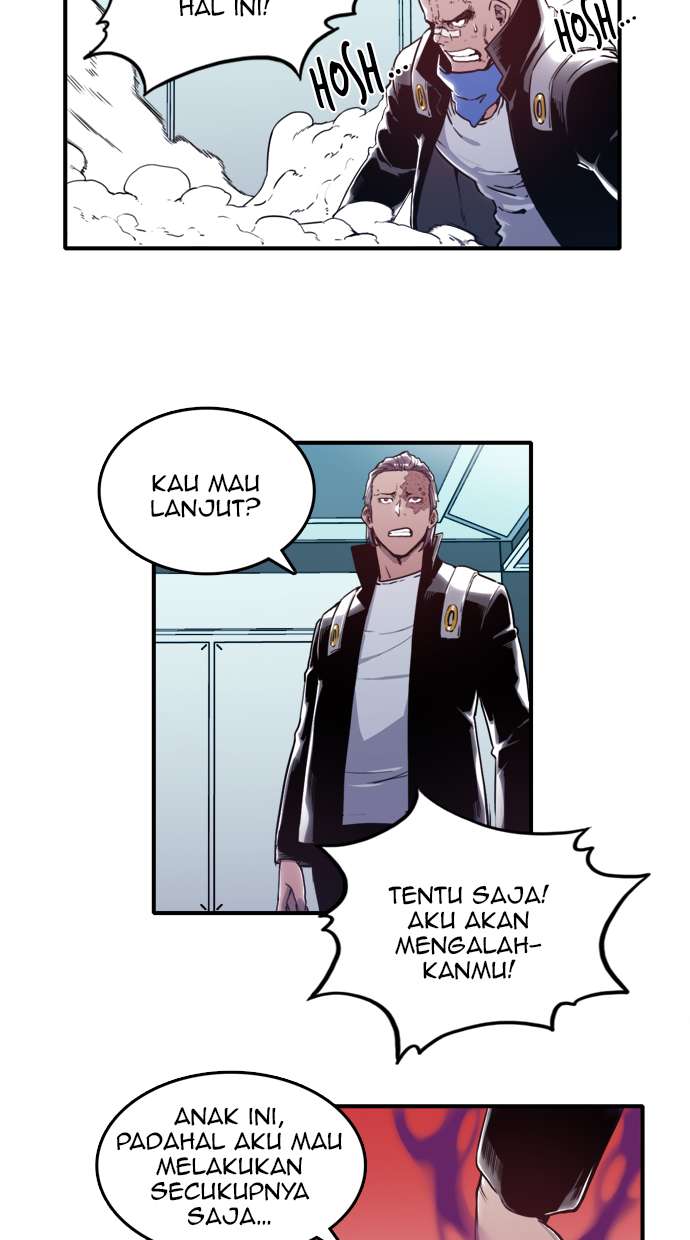 HAL INI!
HOSH...
HOSH...
KAU MAU
LANJUT?
TENTU SAJA!
AKU AKAN
MENGALAH-
KANMU!
ANAK INI,
PADAHAL AKU MAU
MELAKUKAN
SECUKUPNYA
SAJA...